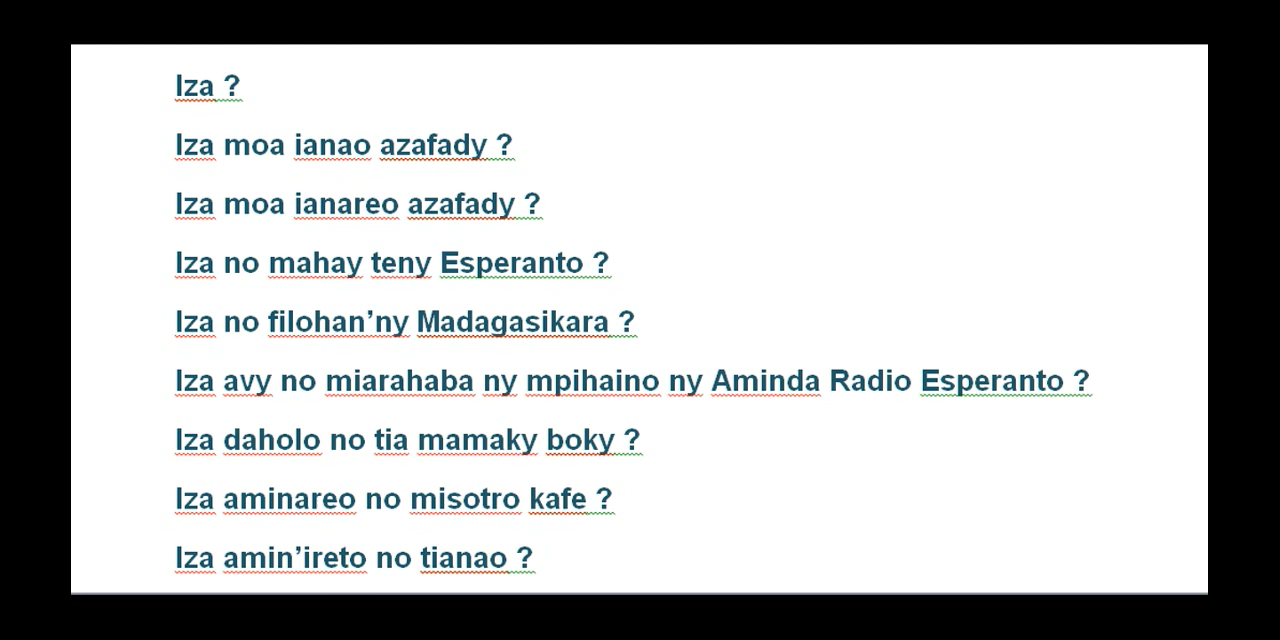 Iza ?
Iza moa ianao azafady ?
Iza moa ianareo azafady ?
Iza no mahay teny Esperanto ?
Iza no filohan’ny Madagasikara ?
Iza avy no miarahaba ny mpihaino ny Aminda Radio Esperanto ?
Iza daholo no tia mamaky boky ?
Iza aminareo no misotro kafe ?
Iza amin’ireto no tianao ?